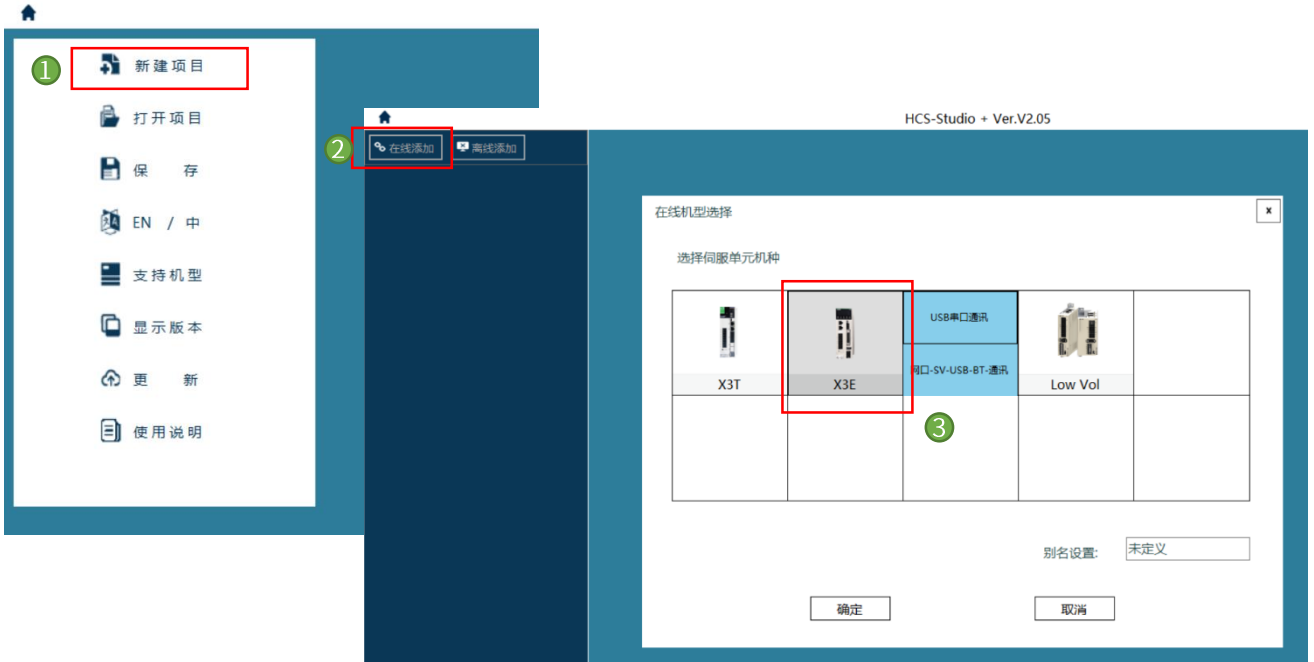 1
新建项目
打开项目
保 存
EN / 中
支持机型
显示版本
更 新
使用说明
HCS-Studio + Ver.V2.05
2
在线添加
离线添加
在线机型选择
x
选择伺服单元机种
USB串口通讯
网口-SV-USB-BT-通讯
X3T
X3E
Low Vol
3
别名设置:
未定义
确定
取消